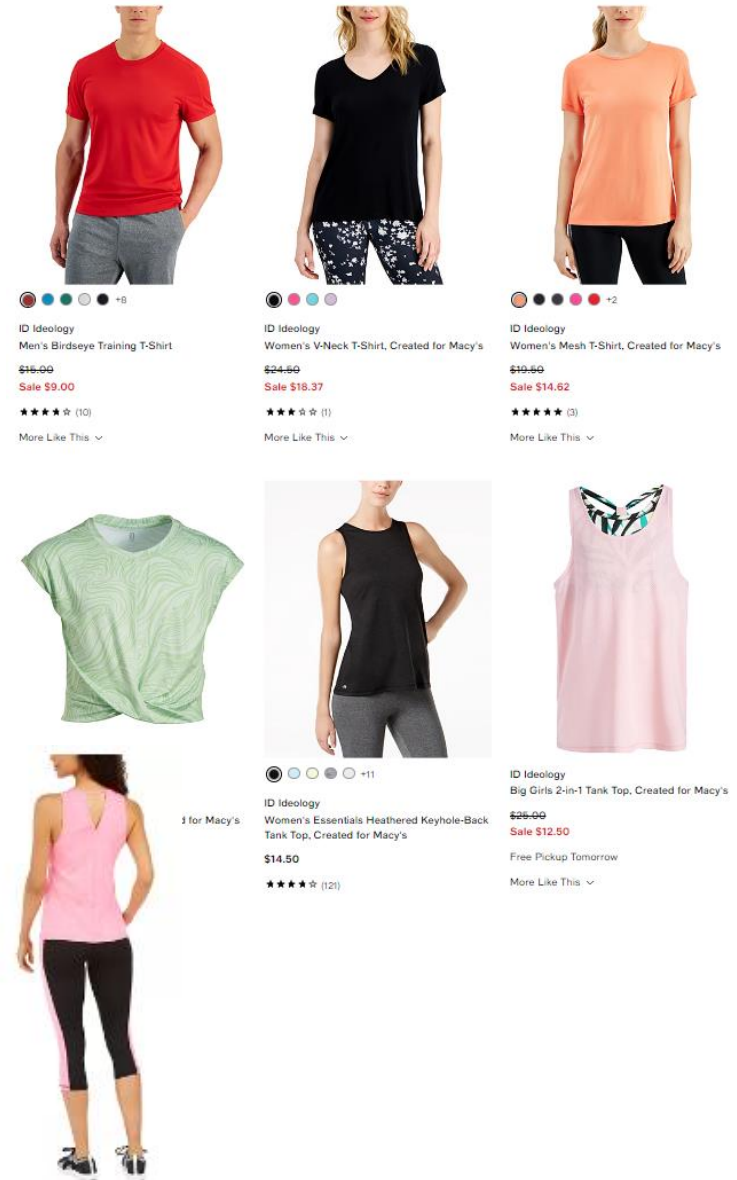 +8
ID Ideology
Men's Birdseye Training T-Shirt
$15.00
Sale $9.00
(10)
More Like This
ID Ideology
Women's V-Neck T-Shirt, Created for Macy's
$24.50
Sale $18.37
(1)
More Like This
+2
ID Ideology
Women's Mesh T-Shirt, Created for Macy's
$19.50
Sale $14.62
(3)
More Like This
for Macy's
+11
ID Ideology
Women's Essentials Heathered Keyhole-Back
Tank Top, Created for Macy's
$14.50
(121)
ID Ideology
Big Girls 2-in-1 Tank Top, Created for Macy's
$25.00
Sale $12.50
Free Pickup Tomorrow
More Like This